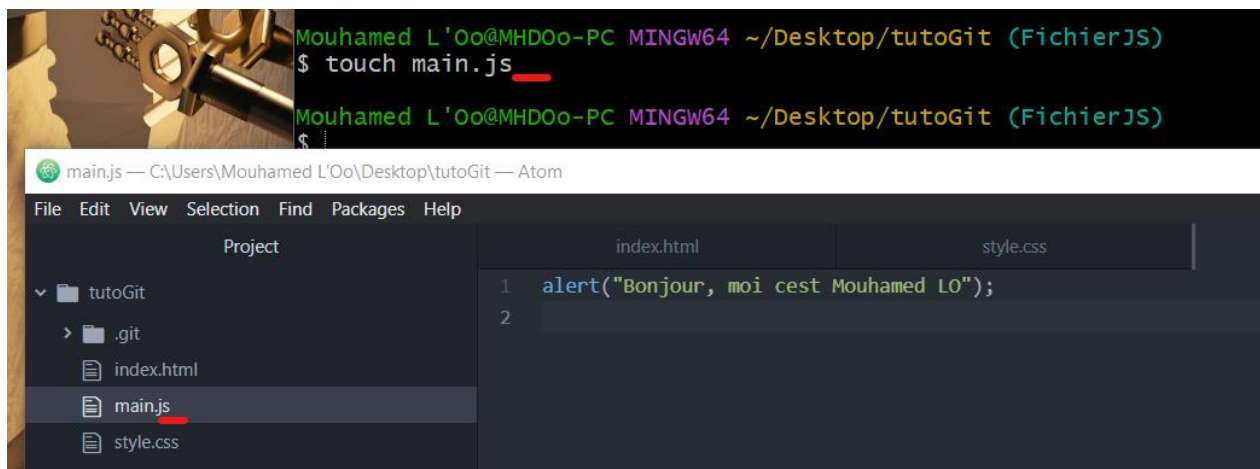 Mouhamed L'Oo@MHDOo-PC MINGW64 ~/Desktop/tutoGit (FichierJS)
$ touch main.js
Mouhamed L'Oo@MHDOo-PC MINGW64 ~/Desktop/tutoGit (FichierJS)
$
main.js — C:\Users\Mouhamed L'Oo\Desktop\tutoGit — Atom
File Edit View Selection Find Packages Help
Project
index.html style.css
tutoGit
.git
index.html
main.js
style.css
1 alert("Bonjour, moi cest Mouhamed LO");
2